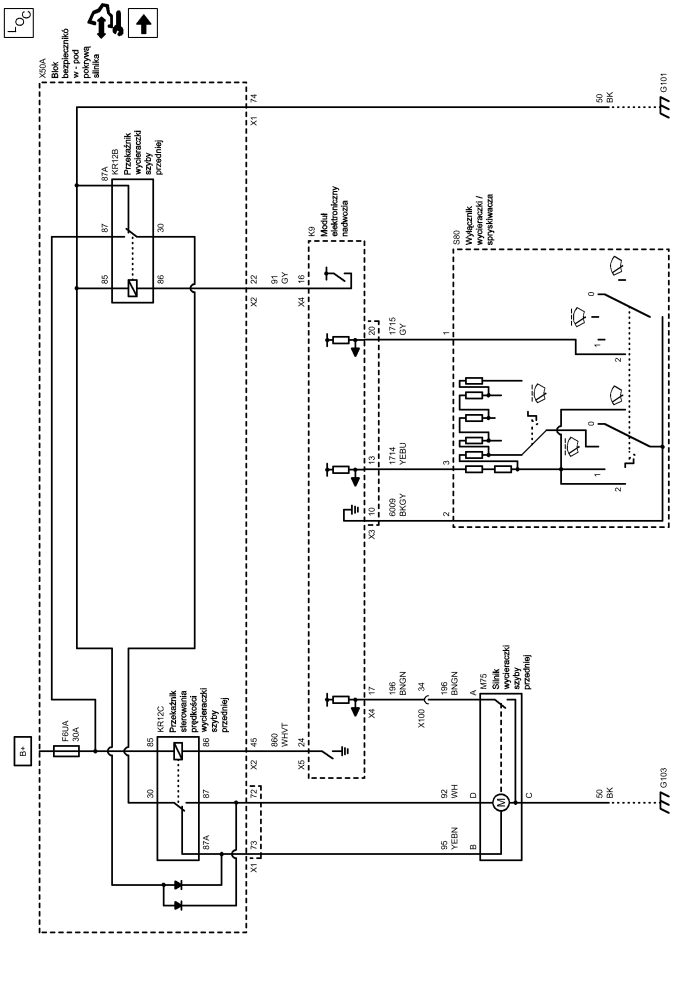 LOC
X50A
Blok
bezpiecznikó
w - pod
pokrywą
silnika
B+
F6UA
30A
87A
KR12B
Przekaźnik
wycieraczki
szyby
przedniej
87
30
85
86
KR12C
Przekaźnik
sterowania
prędkości
wycieraczki
szyby
przedniej
85
86
30
87
87A
X1
74
50
BK
G101
X2
22
91
GY
X4
16
K9
Moduł
elektroniczny
nadwozia
X2
45
860
WHVT
X5
24
X1
73
72
20
1715
GY
1
13
1714
YEBU
3
X3
10
6009
BKGY
2
S80
Wyłącznik
wycieraczki /
spryskiwacza
0
1
2
0
1
2
X4
17
196
BNGN
X100
34
196
BNGN
A
M75
Silnik
wycieraczki
szyby
przedniej
92
WH
D
M
C
95
YEBN
B
50
BK
G103